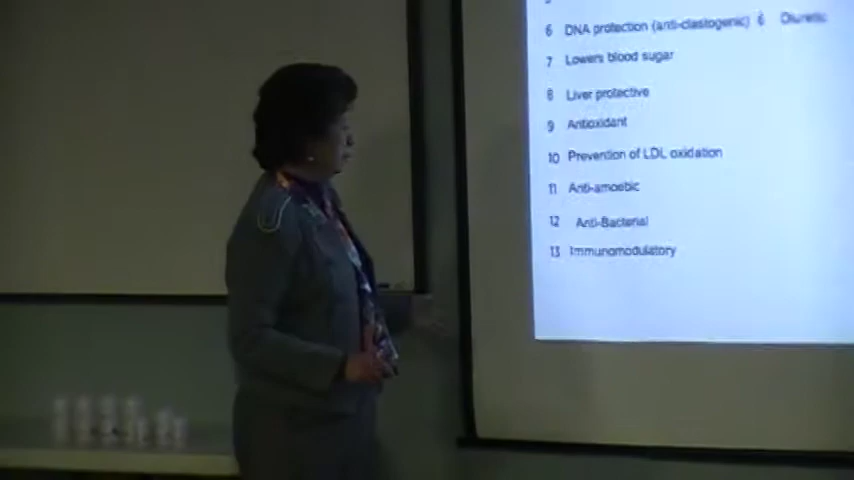 6 DNA protection (anti-clastogenic) 6 Diuretic
7 Lowers blood sugar
8 Liver protective
9 Antioxidant
10 Prevention of LDL oxidation
11 Anti-amoebic
12 Anti-Bacterial
13 Immunomodulatory